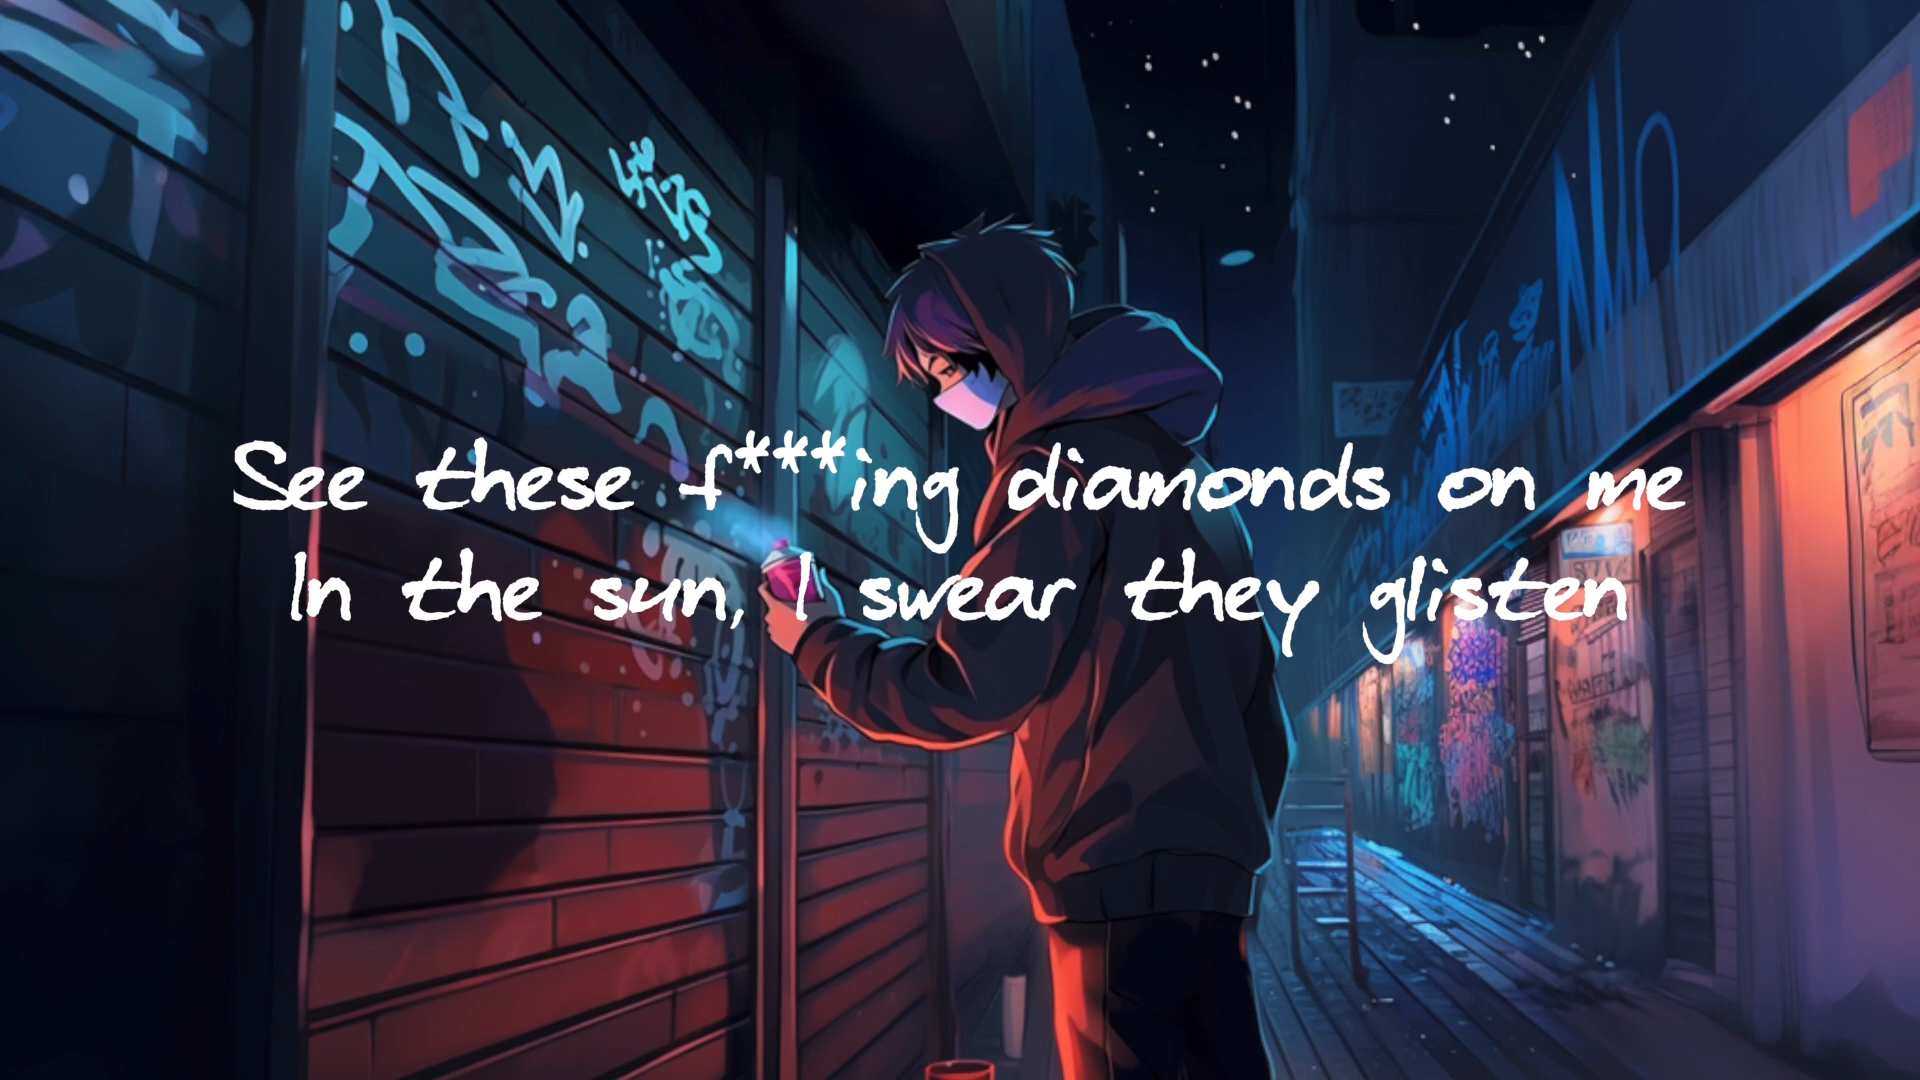 See these f***ing diamonds on me
In the sun, I swear they glisten